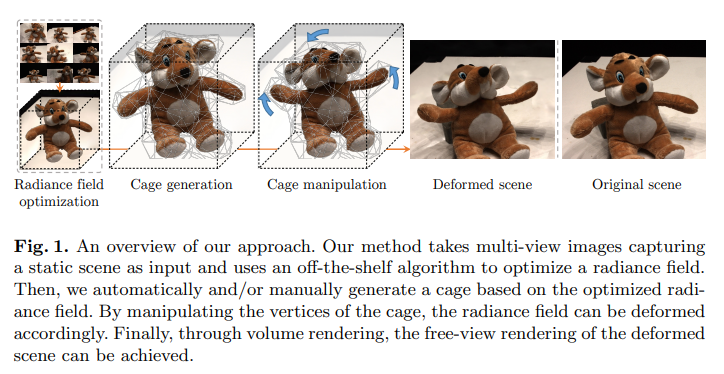 Radiance field
optimization
Cage generation
Cage manipulation
Deformed scene
Original scene
Fig. 1. An overview of our approach. Our method takes multi-view images capturing
a static scene as input and uses an off-the-shelf algorithm to optimize a radiance field.
Then, we automatically and/or manually generate a cage based on the optimized radi-
ance field. By manipulating the vertices of the cage, the radiance field can be deformed
accordingly. Finally, through volume rendering, the free-view rendering of the deformed
scene can be achieved.